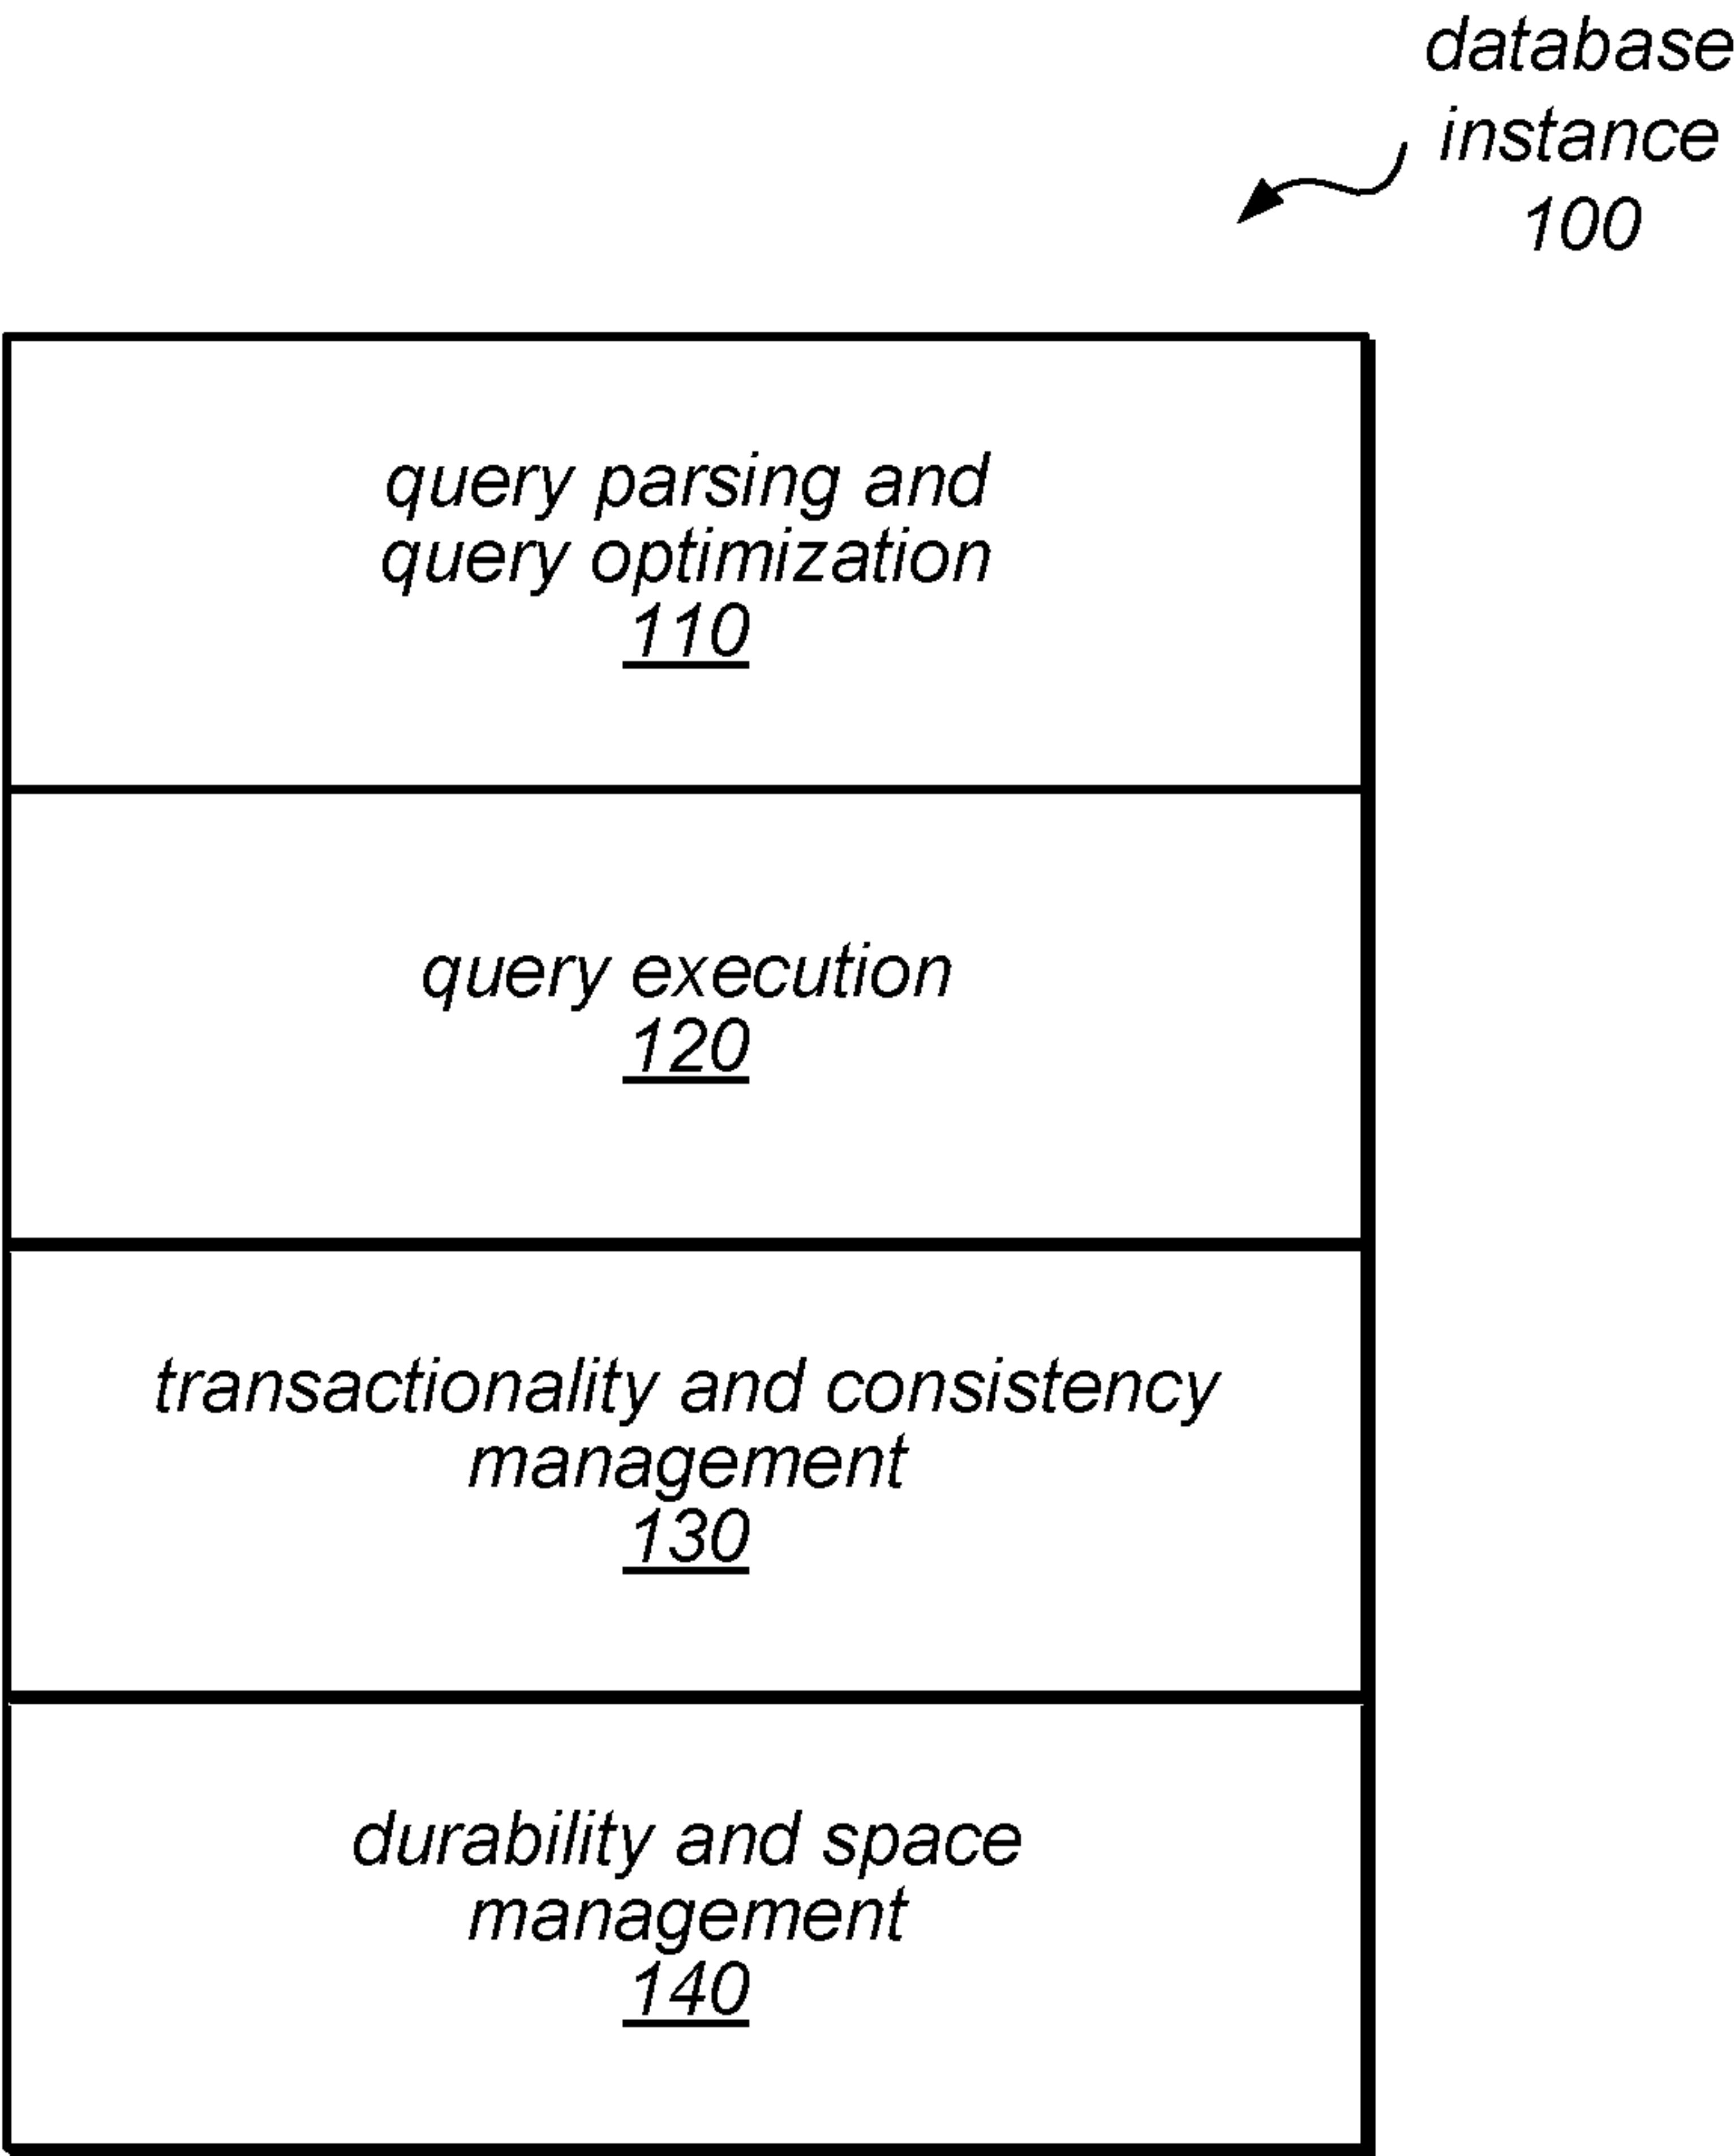 database
instance
100
query parsing and
query optimization
110
query execution
120
transactionality and consistency
management
130
durability and space
management
140